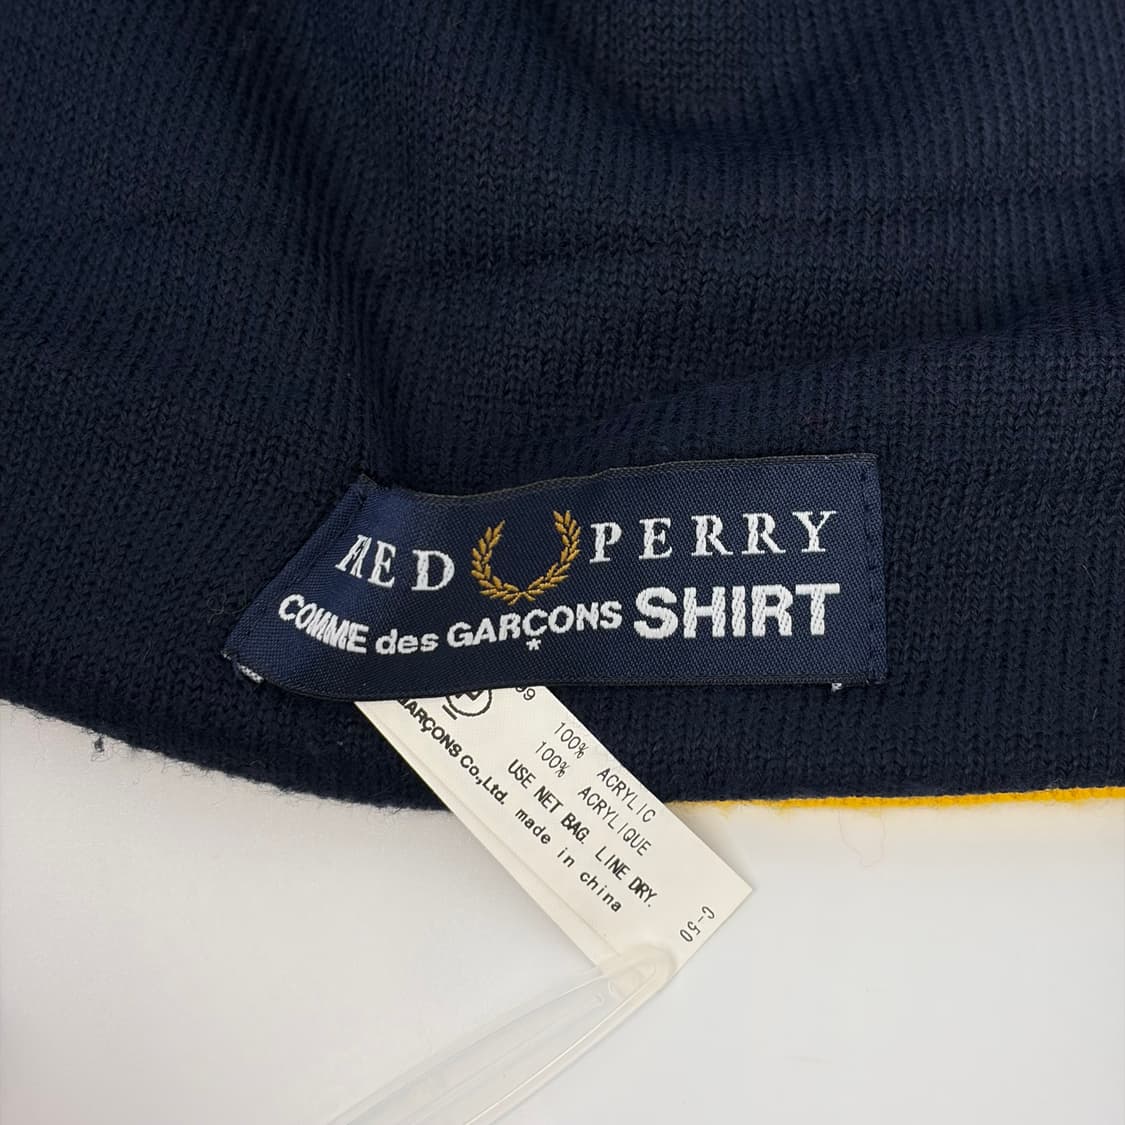 FRED PERRY
COMME des GARÇONS SHIRT
*
100% ACRYLIC
100% ACRYLIQUE
USE NET BAG. LINE DRY.
GARÇONS Co.,Ltd. made in china
C-50